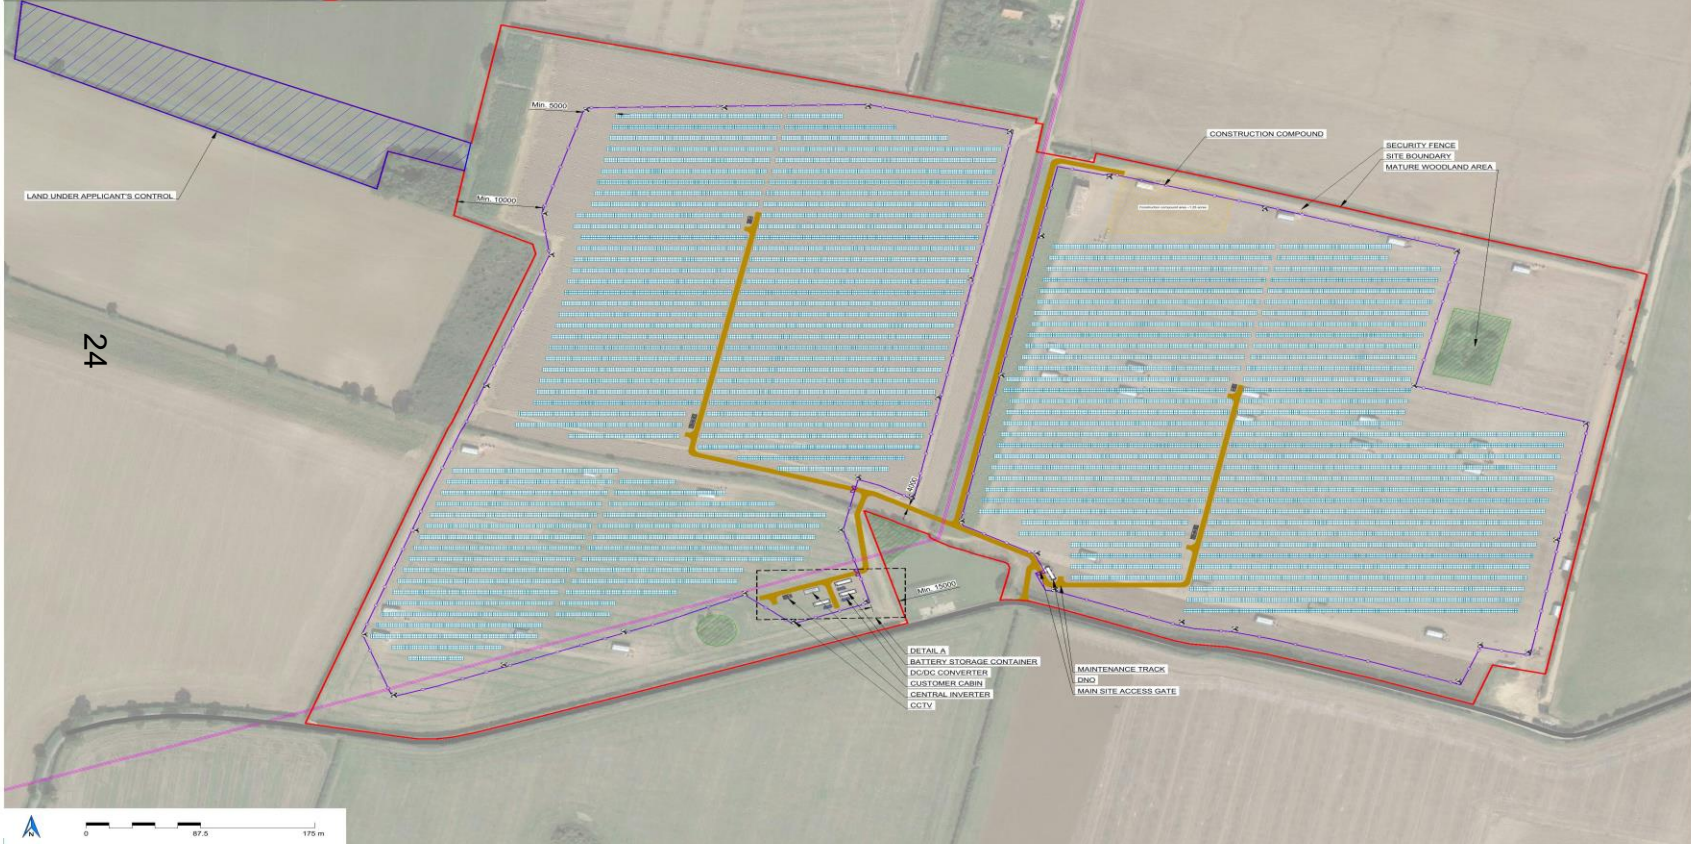 Min. 5000
CONSTRUCTION COMPOUND
SECURITY FENCE
SITE BOUNDARY
MATURE WOODLAND AREA
LAND UNDER APPLICANT'S CONTROL
Min. 10000
24
Min. 15000
DETAIL A
BATTERY STORAGE CONTAINER
DC/DC CONVERTER
CUSTOMER CABIN
CENTRAL INVERTER
CCTV
MAINTENANCE TRACK
DNO
MAIN SITE ACCESS GATE
N
0 87.5 175 m